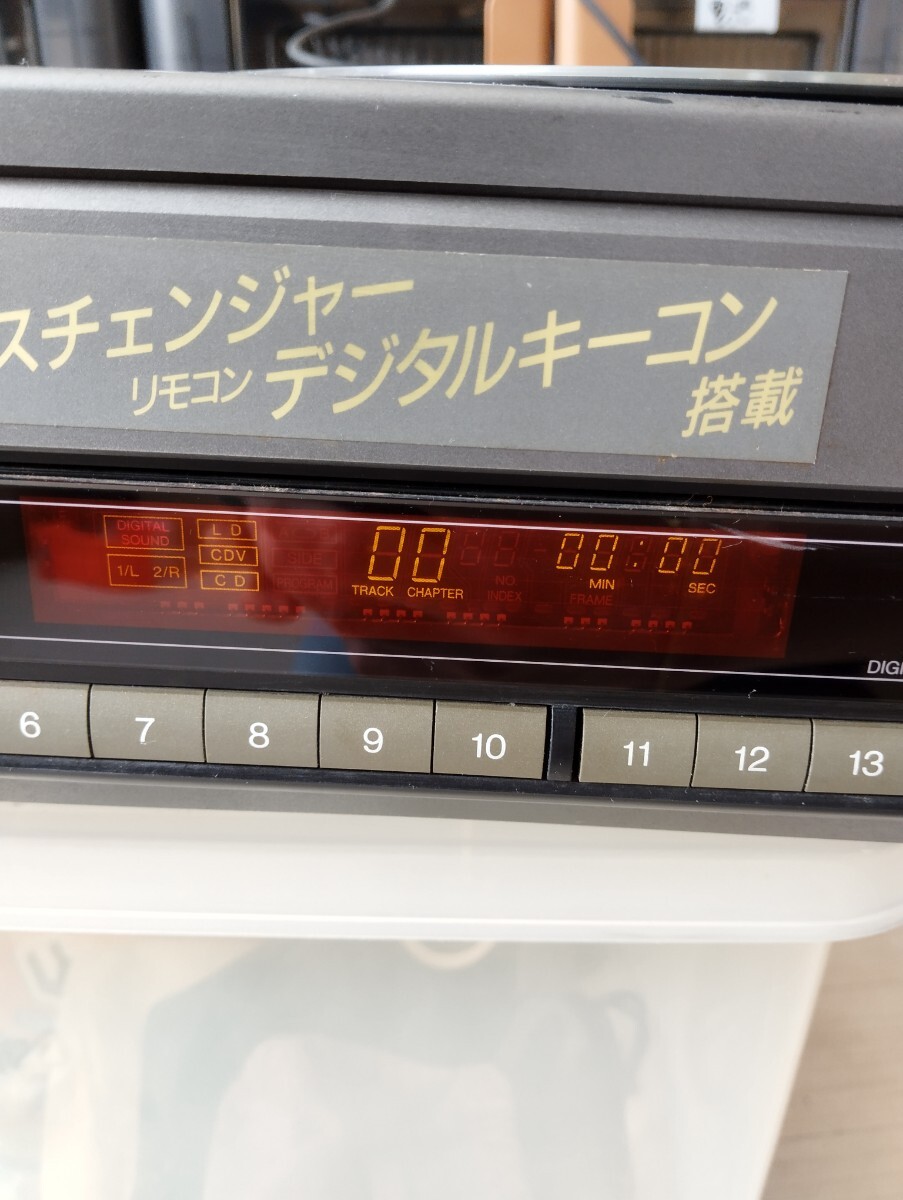 スチェンジャー
リモコン デジタルキーコン
搭載
DIGITAL SOUND
LD
CDV
CD
1/L 2/R
SIDE
PROGRAM
00
00:00
TRACK CHAPTER
NO
INDEX
MIN
FRAME
SEC
DIGI
6 7 8 9 10 11 12 13